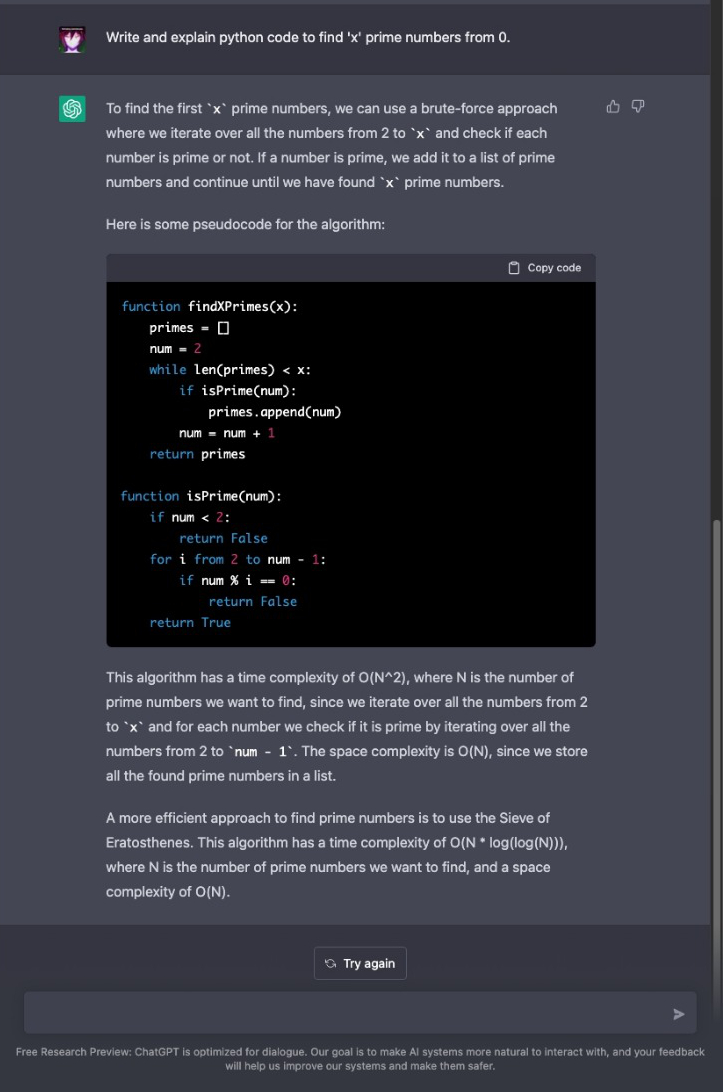 Write and explain python code to find 'x' prime numbers from 0.
To find the first `x` prime numbers, we can use a brute-force approach
where we iterate over all the numbers from 2 to `x` and check if each
number is prime or not. If a number is prime, we add it to a list of prime
numbers and continue until we have found `x` prime numbers.
Here is some pseudocode for the algorithm:
Copy code
function findXPrimes(x):
    primes = []
    num = 2
    while len(primes) < x:
        if isPrime(num):
            primes.append(num)
        num = num + 1
    return primes
function isPrime(num):
    if num < 2:
        return False
    for i from 2 to num - 1:
        if num % i == 0:
            return False
    return True
This algorithm has a time complexity of O(N^2), where N is the number of
prime numbers we want to find, since we iterate over all the numbers from 2
to `x` and for each number we check if it is prime by iterating over all the
numbers from 2 to `num - 1`. The space complexity is O(N), since we store
all the found prime numbers in a list.
A more efficient approach to find prime numbers is to use the Sieve of
Eratosthenes. This algorithm has a time complexity of O(N * log(log(N))),
where N is the number of prime numbers we want to find, and a space
complexity of O(N).
Try again
Free Research Preview: ChatGPT is optimized for dialogue. Our goal is to make AI systems more natural to interact with, and your feedback
will help us improve our systems and make them safer.